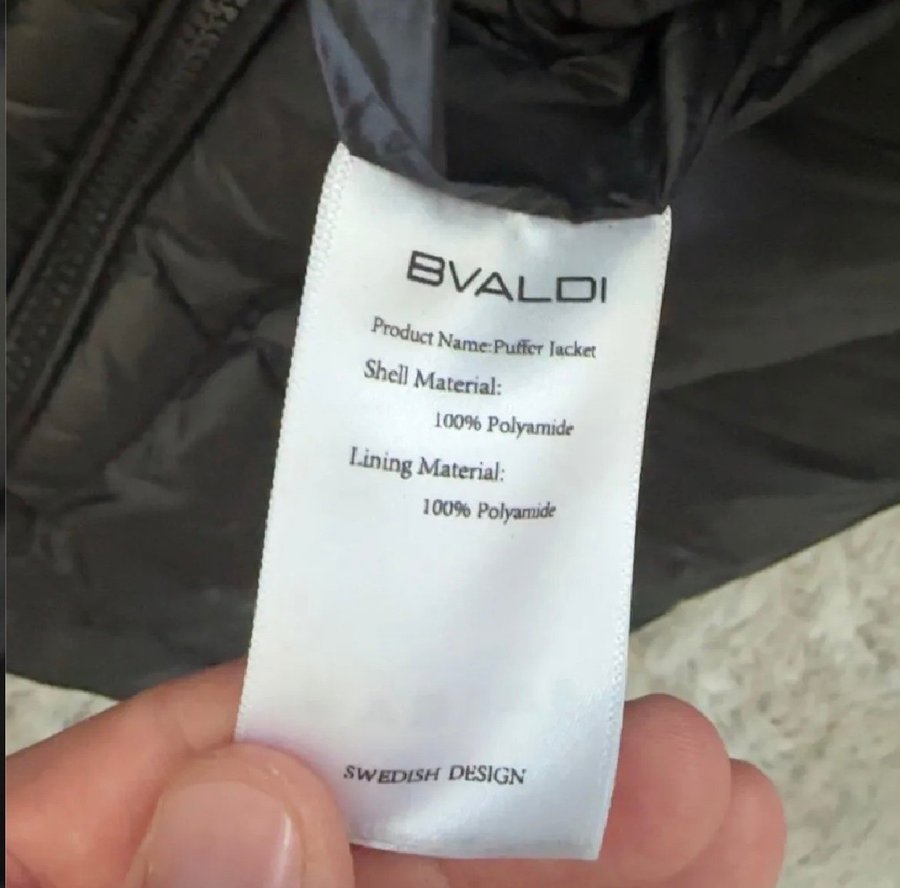 BVALDI
Product Name:Puffer Jacket
Shell Material:
100% Polyamide
Lining Material:
100% Polyamide
SWEDISH DESIGN